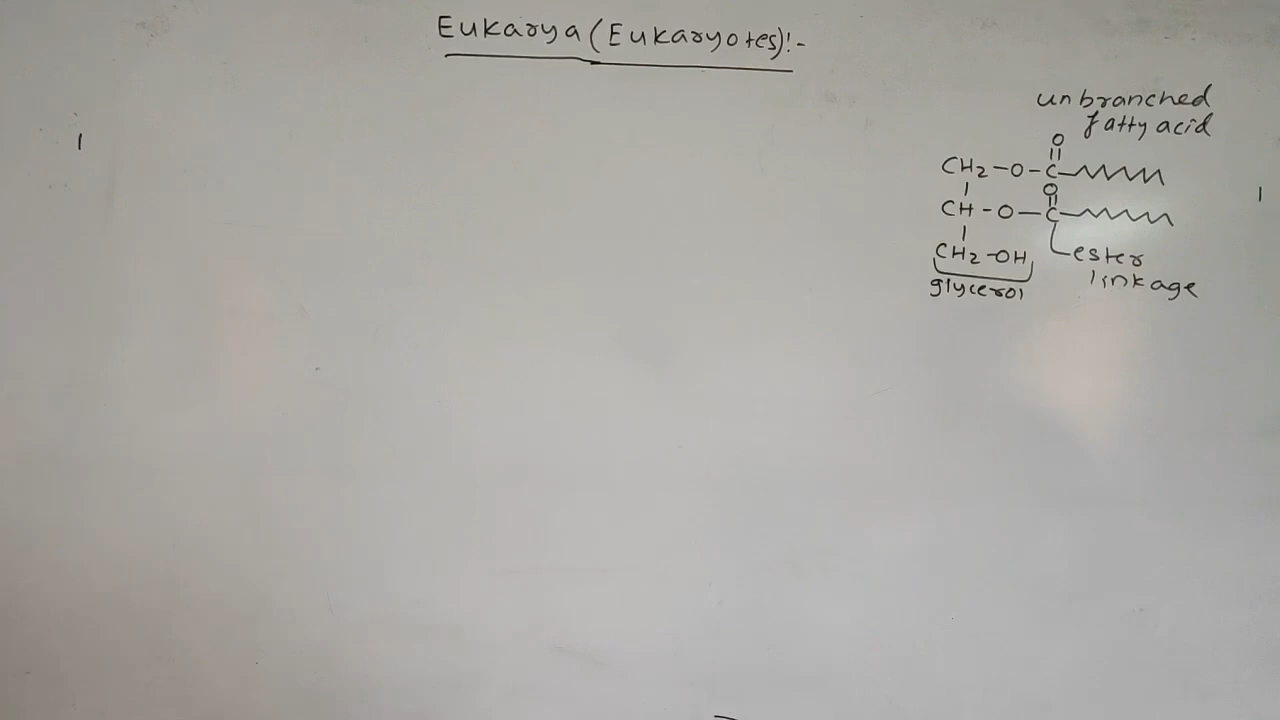 Eukarya (Eukaryotes):-
unbranched
fatty acid
O
CH2-O-C
O
CH-O-C
CH2-OH
ester
linkage
glycerol